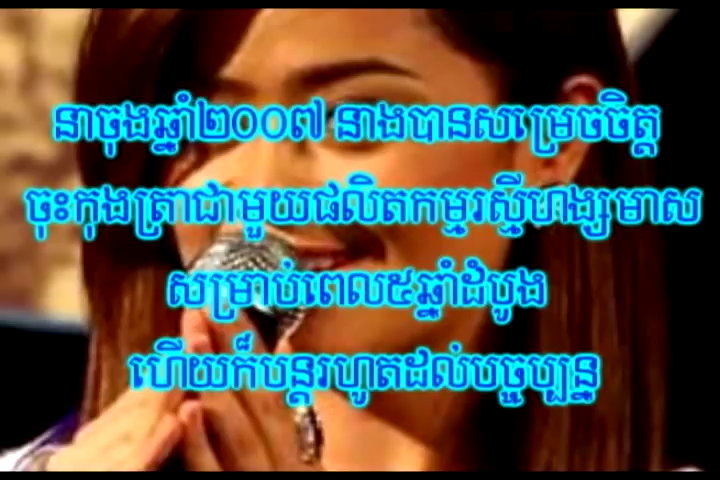 នាចុងឆ្នាំ២០០៧ នាងបានសម្រេចចិត្ត
ចុះកុងត្រាជាមួយផលិតកម្មរស្មីហង្សមាស
សម្រាប់ពេល៥ឆ្នាំដំបូង
ហើយក៏បន្តរហូតដល់បច្ចុប្បន្ន